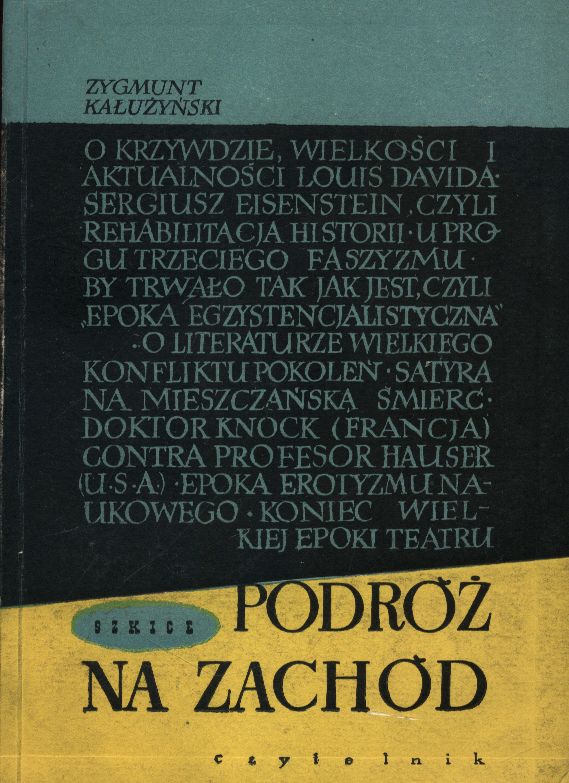 ZYGMUNT
KAŁUŻYŃSKI
O KRZYWDZIE, WIELKOŚCI I
AKTUALNOŚCI LOUIS DAVIDA·
SERGIUSZ EISENSTEIN, CZYLI
REHABILITACJA HISTORII·U PRO-
GU TRZECIEGO FASZYZMU·
BY TRWAŁO TAK JAK JEST, CZYLI
„EPOKA EGZYSTENCJALISTYCZNA"
·O LITERATURZE WIELKIEGO
KONFLIKTU POKOLEŃ·SATYRA
NA MIESZCZAŃSKĄ ŚMIERĆ·
DOKTOR KNOCK (FRANCJA)
CONTRA PROFESOR HAUSER
(U·S·A·)·EPOKA EROTYZMU NA-
UKOWEGO·KONIEC WIEL-
KIEJ EPOKI TEATRU
SZKICE
PODRÓŻ
NA ZACHÓD
czytelnik